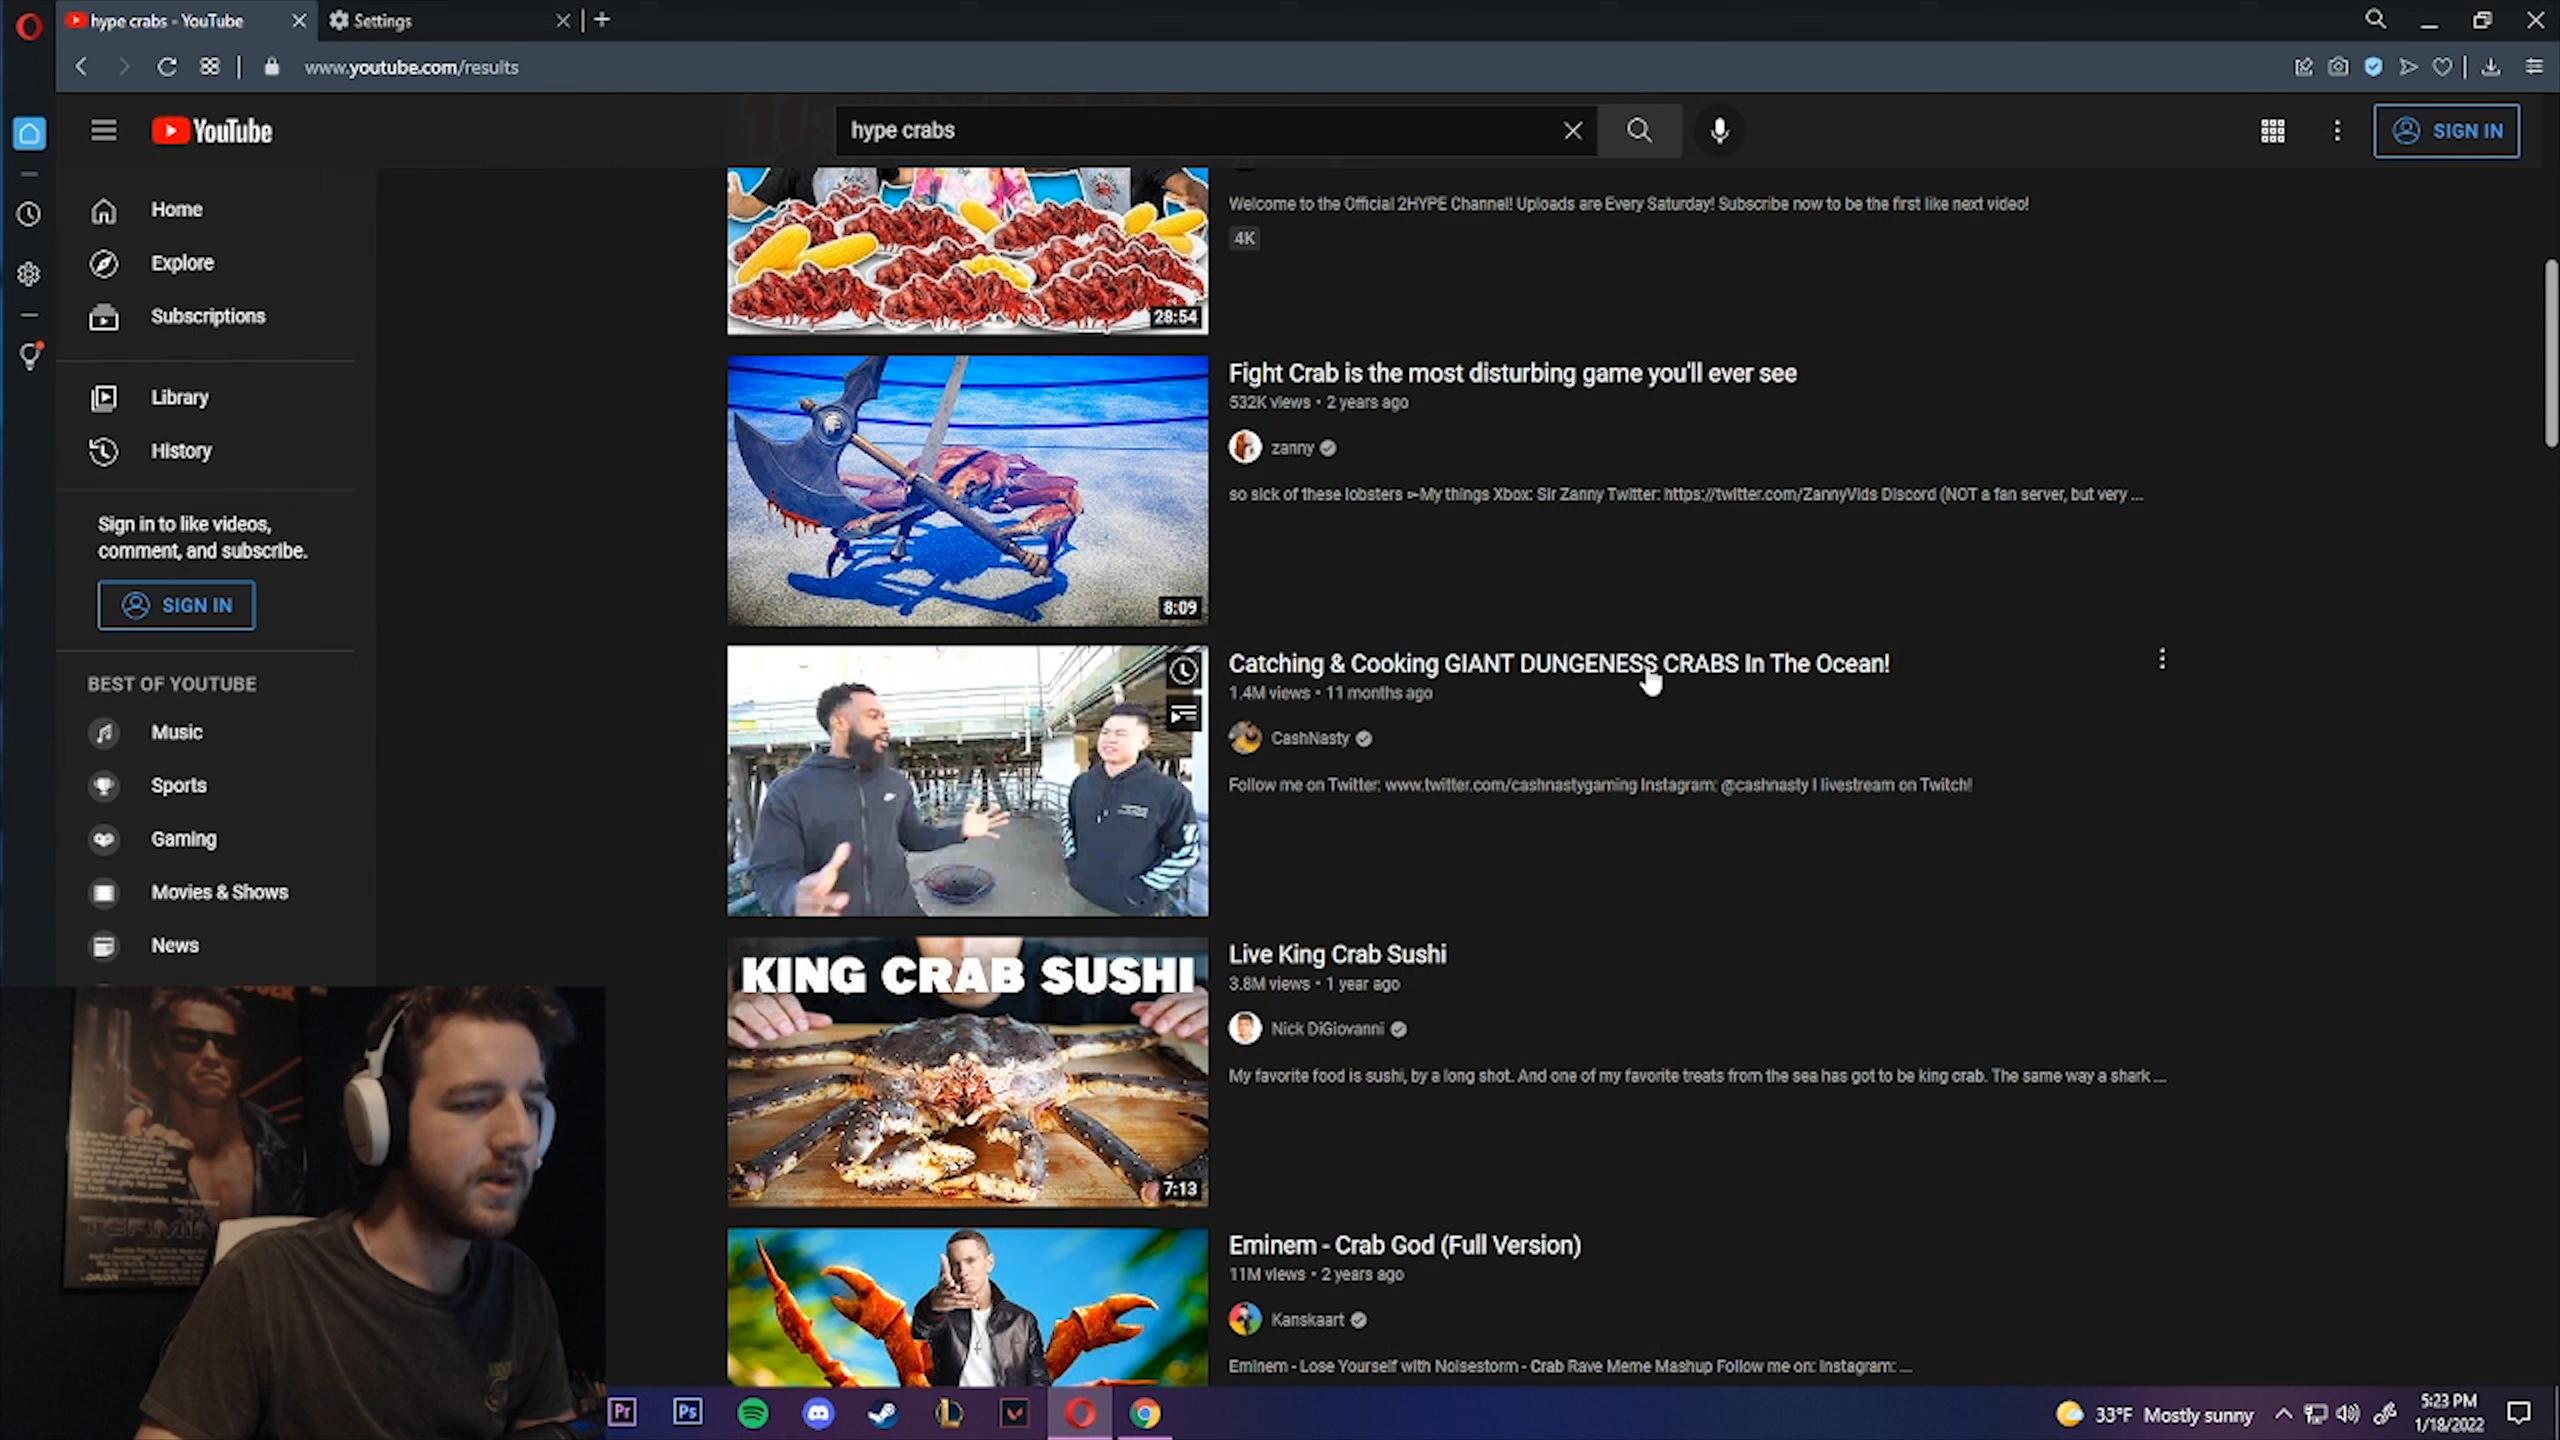 hype crabs - YouTube
Settings
www.youtube.com/results
YouTube
hype crabs
SIGN IN
Home
Explore
Subscriptions
Library
History
Sign in to like videos,
comment, and subscribe.
SIGN IN
BEST OF YOUTUBE
Music
Sports
Gaming
Movies & Shows
News
28:54
Welcome to the Official 2HYPE Channel! Uploads are Every Saturday! Subscribe now to be the first like next video!
4K
8:09
Fight Crab is the most disturbing game you'll ever see
532K views • 2 years ago
zanny
so sick of these lobsters ➤My things Xbox: Sir Zanny Twitter: https://twitter.com/ZannyVids Discord (NOT a fan server, but very ...
Catching & Cooking GIANT DUNGENESS CRABS In The Ocean!
1.4M views • 11 months ago
CashNasty
Follow me on Twitter: www.twitter.com/cashnastygaming Instagram: @cashnasty I livestream on Twitch!
KING CRAB SUSHI
7:13
Live King Crab Sushi
3.8M views • 1 year ago
Nick DiGiovanni
My favorite food is sushi, by a long shot. And one of my favorite treats from the sea has got to be king crab. The same way a shark ...
Eminem - Crab God (Full Version)
11M views • 2 years ago
Kanskaart
Eminem - Lose Yourself with Noisestorm - Crab Rave Meme Mashup Follow me on: Instagram: ...
TERMIN
ORION
Pr
Ps
33°F Mostly sunny
5:23 PM
1/18/2022